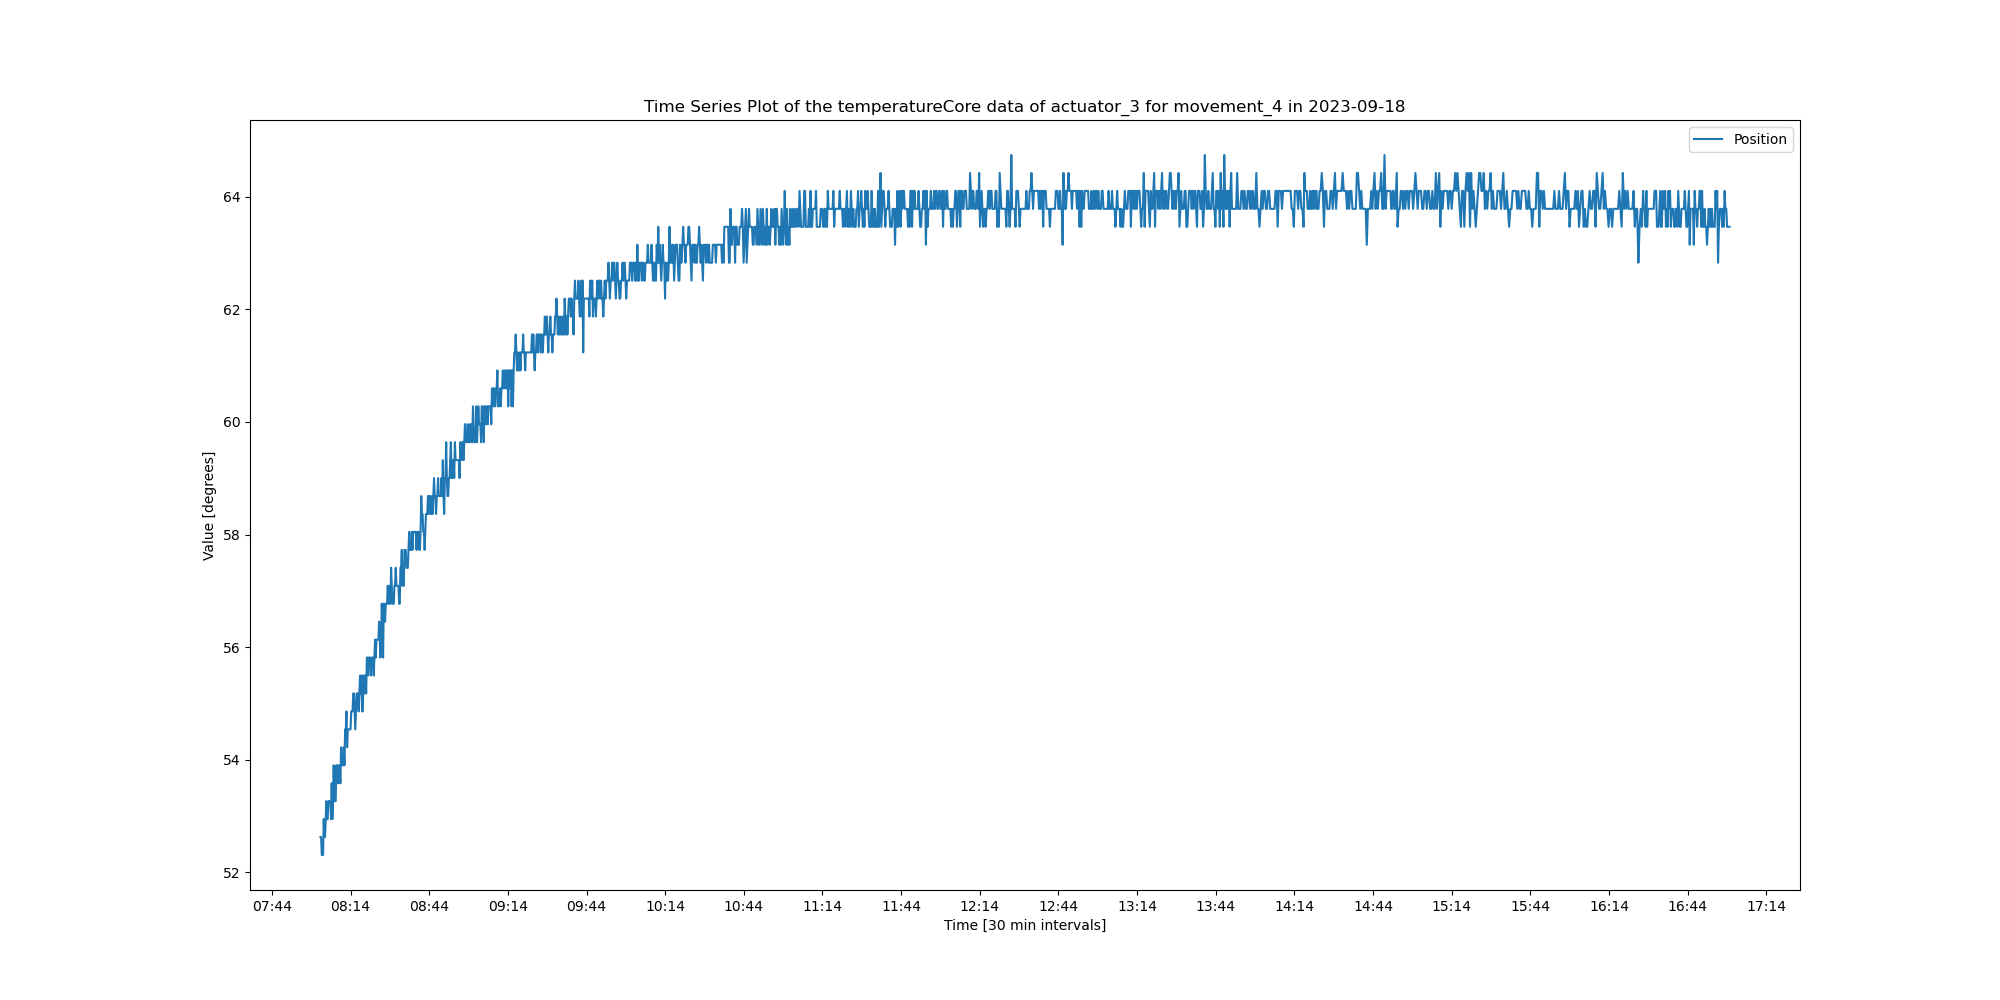 Time Series Plot of the temperatureCore data of actuator_3 for movement_4 in 2023-09-18
Position
64
62
60
58
56
54
52
Value [degrees]
07:44 08:14 08:44 09:14 09:44 10:14 10:44 11:14 11:44 12:14 12:44 13:14 13:44 14:14 14:44 15:14 15:44 16:14 16:44 17:14
Time [30 min intervals]